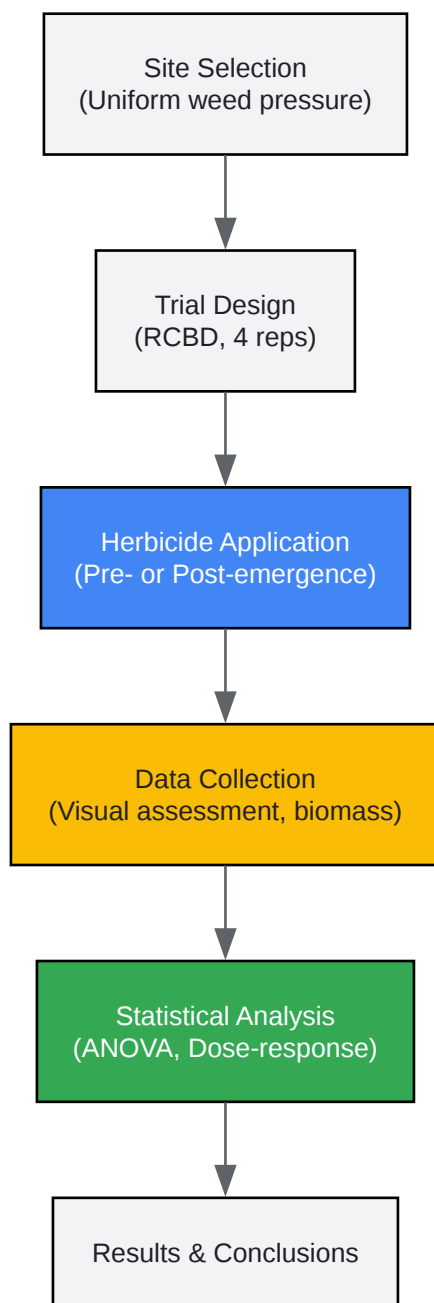 Site Selection
(Uniform weed pressure)
Trial Design
(RCBD, 4 reps)
Herbicide Application
(Pre- or Post-emergence)
Data Collection
(Visual assessment, biomass)
Statistical Analysis
(ANOVA, Dose-response)
Results & Conclusions